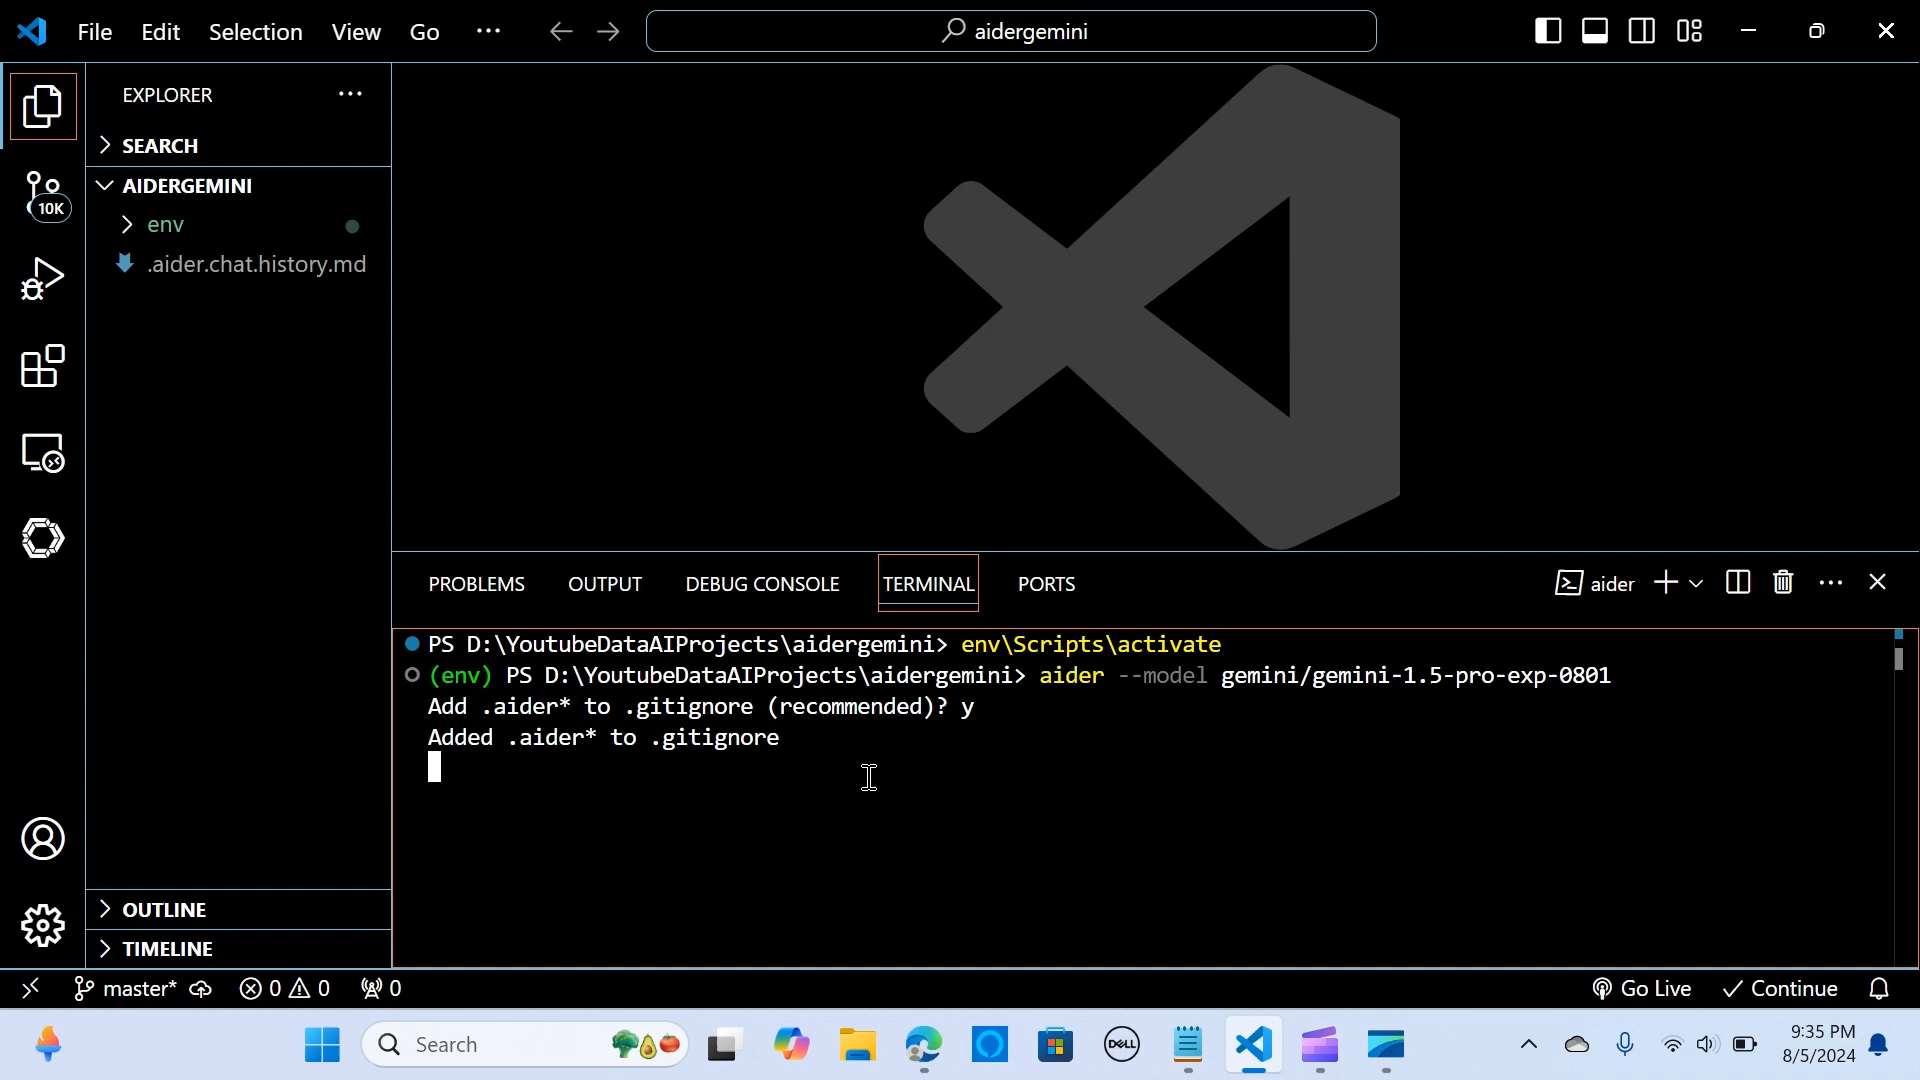 File Edit Selection View Go ··· aidergemini
EXPLORER ···
SEARCH
AIDERGEMINI
10K
env
.aider.chat.history.md
PROBLEMS OUTPUT DEBUG CONSOLE TERMINAL PORTS aider
PS D:\YoutubeDataAIProjects\aidergemini> env\Scripts\activate
(env) PS D:\YoutubeDataAIProjects\aidergemini> aider --model gemini/gemini-1.5-pro-exp-0801
Add .aider* to .gitignore (recommended)? y
Added .aider* to .gitignore
OUTLINE
TIMELINE
master* 0 0 0 Go Live Continue
Search DELL 9:35 PM
8/5/2024